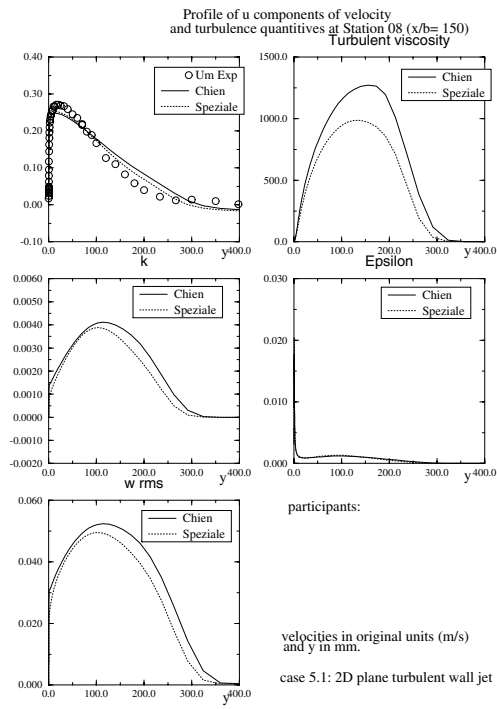 Profile of u components of velocity
and turbulence quantitives at Station 08 (x/b= 150)
Turbulent viscosity
0.40
0.30
0.20
0.10
0.00
-0.10
Um Exp
Chien
Speziale
0.0 100.0 200.0 300.0 400.0
y
1500.0
1000.0
500.0
0.0
Chien
Speziale
0.0 100.0 200.0 300.0 400.0
y
k
0.0060
0.0050
0.0040
0.0030
0.0020
0.0010
0.0000
-0.0010
-0.0020
Chien
Speziale
0.0 100.0 200.0 300.0 400.0
y
Epsilon
0.030
0.020
0.010
0.000
Chien
Speziale
0.0 100.0 200.0 300.0 400.0
y
w rms
0.060
0.040
0.020
0.000
Chien
Speziale
0.0 100.0 200.0 300.0 400.0
y
participants:
velocities in original units (m/s)
and y in mm.
case 5.1: 2D plane turbulent wall jet